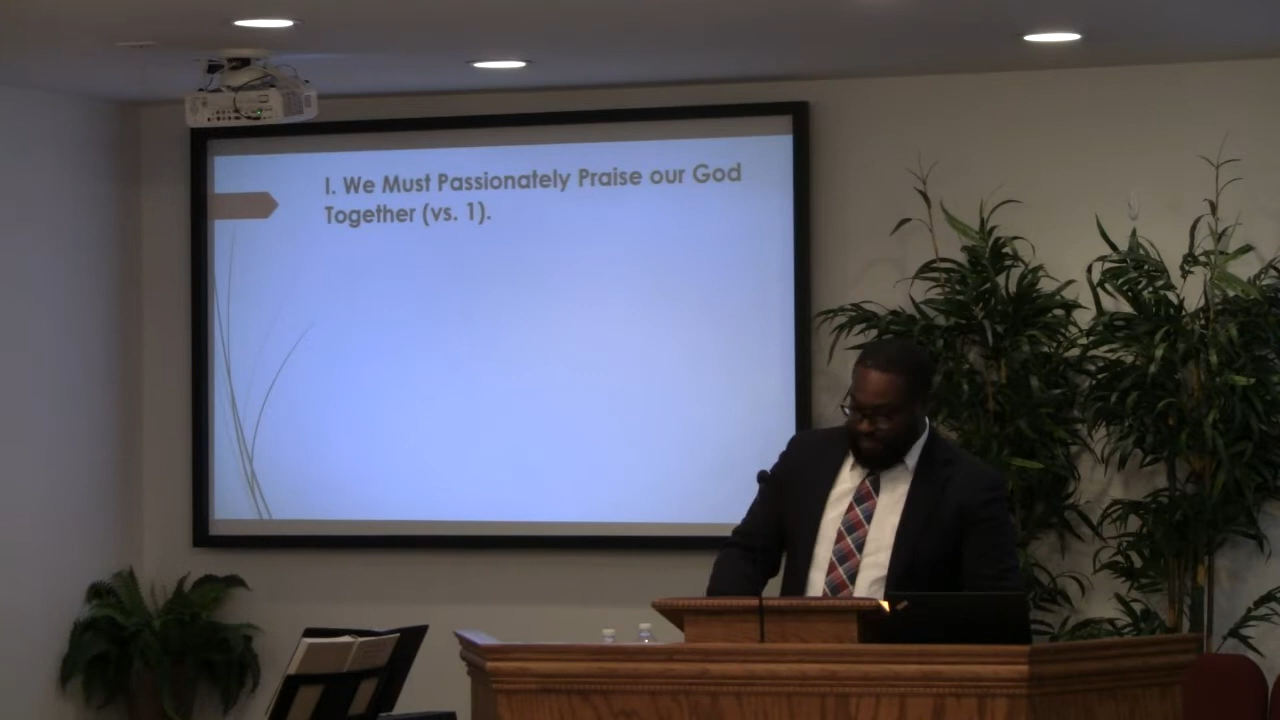 I. We Must Passionately Praise our God
Together (vs. 1).